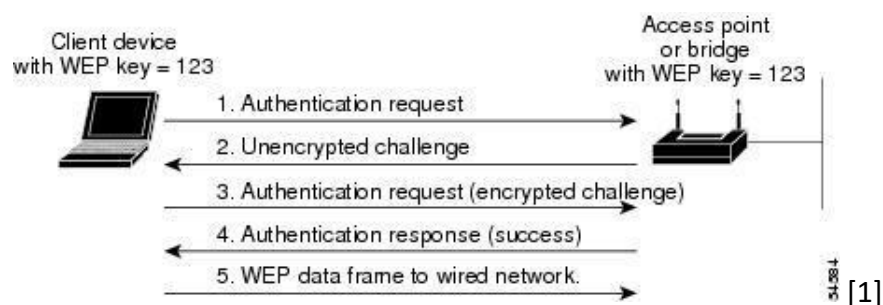 Client device
with WEP key = 123
Access point
or bridge
with WEP key = 123
1. Authentication request
2. Unencrypted challenge
3. Authentication request (encrypted challenge)
4. Authentication response (success)
5. WEP data frame to wired network.
54584
[1]